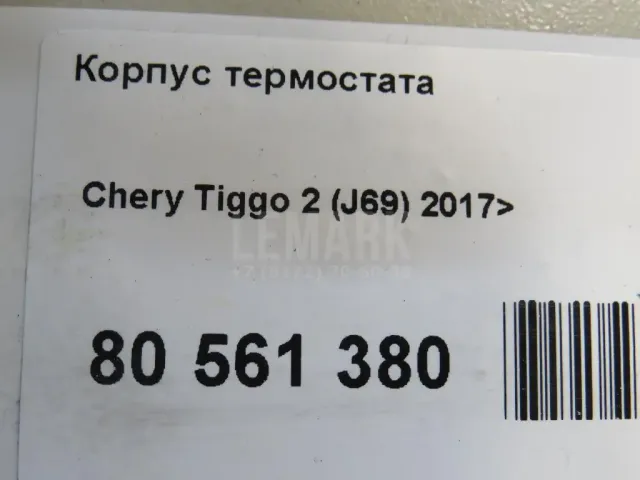 Корпус термостата
Chery Tiggo 2 (J69) 2017>
LEMARK
80 561 380